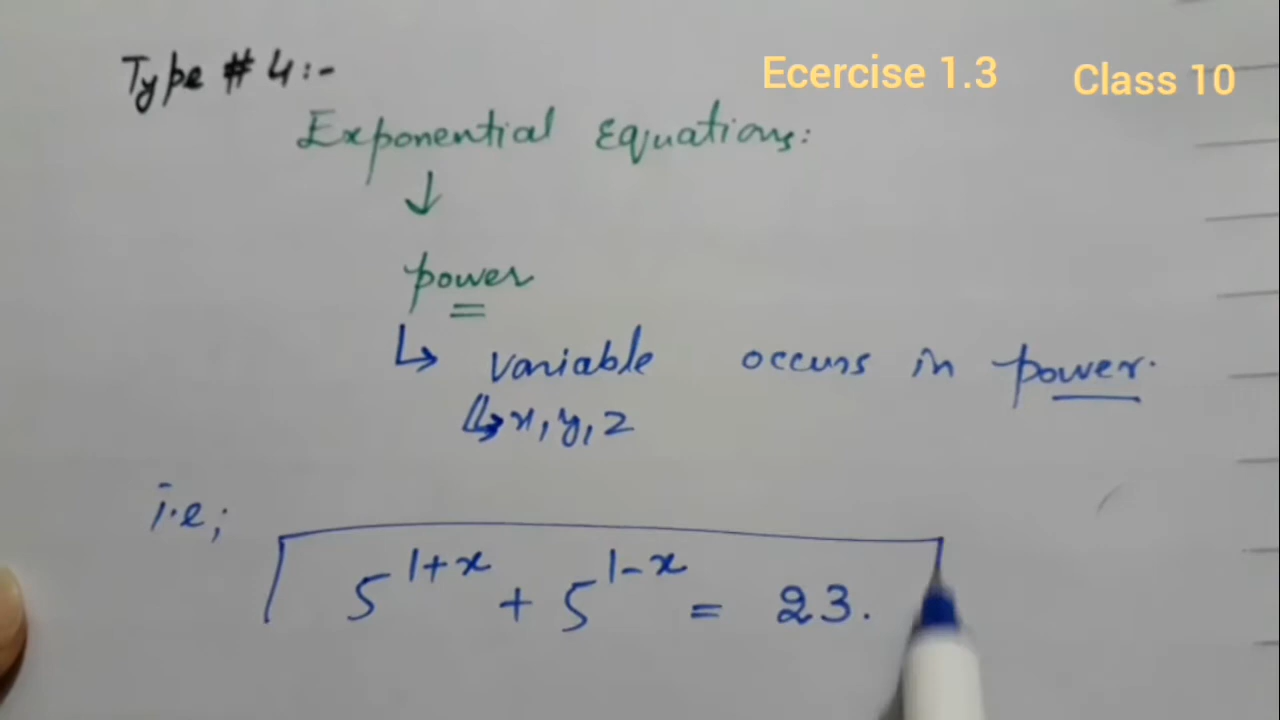 Type # 4:-
Ecercise 1.3 Class 10
Exponential Equations:
↓
power
↳ variable occurs in power.
↳ x, y, z
i.e;
5^{1+x} + 5^{1-x} = 23.